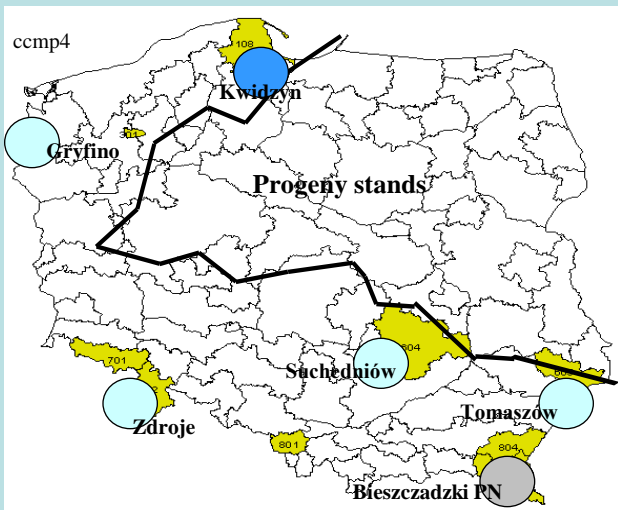 ccmp4
108
Kwidzyn
Gryfino
Progeny stands
701
Suchedniów
Tomaszów
Zdroje
801
804
Bieszczadzki PN